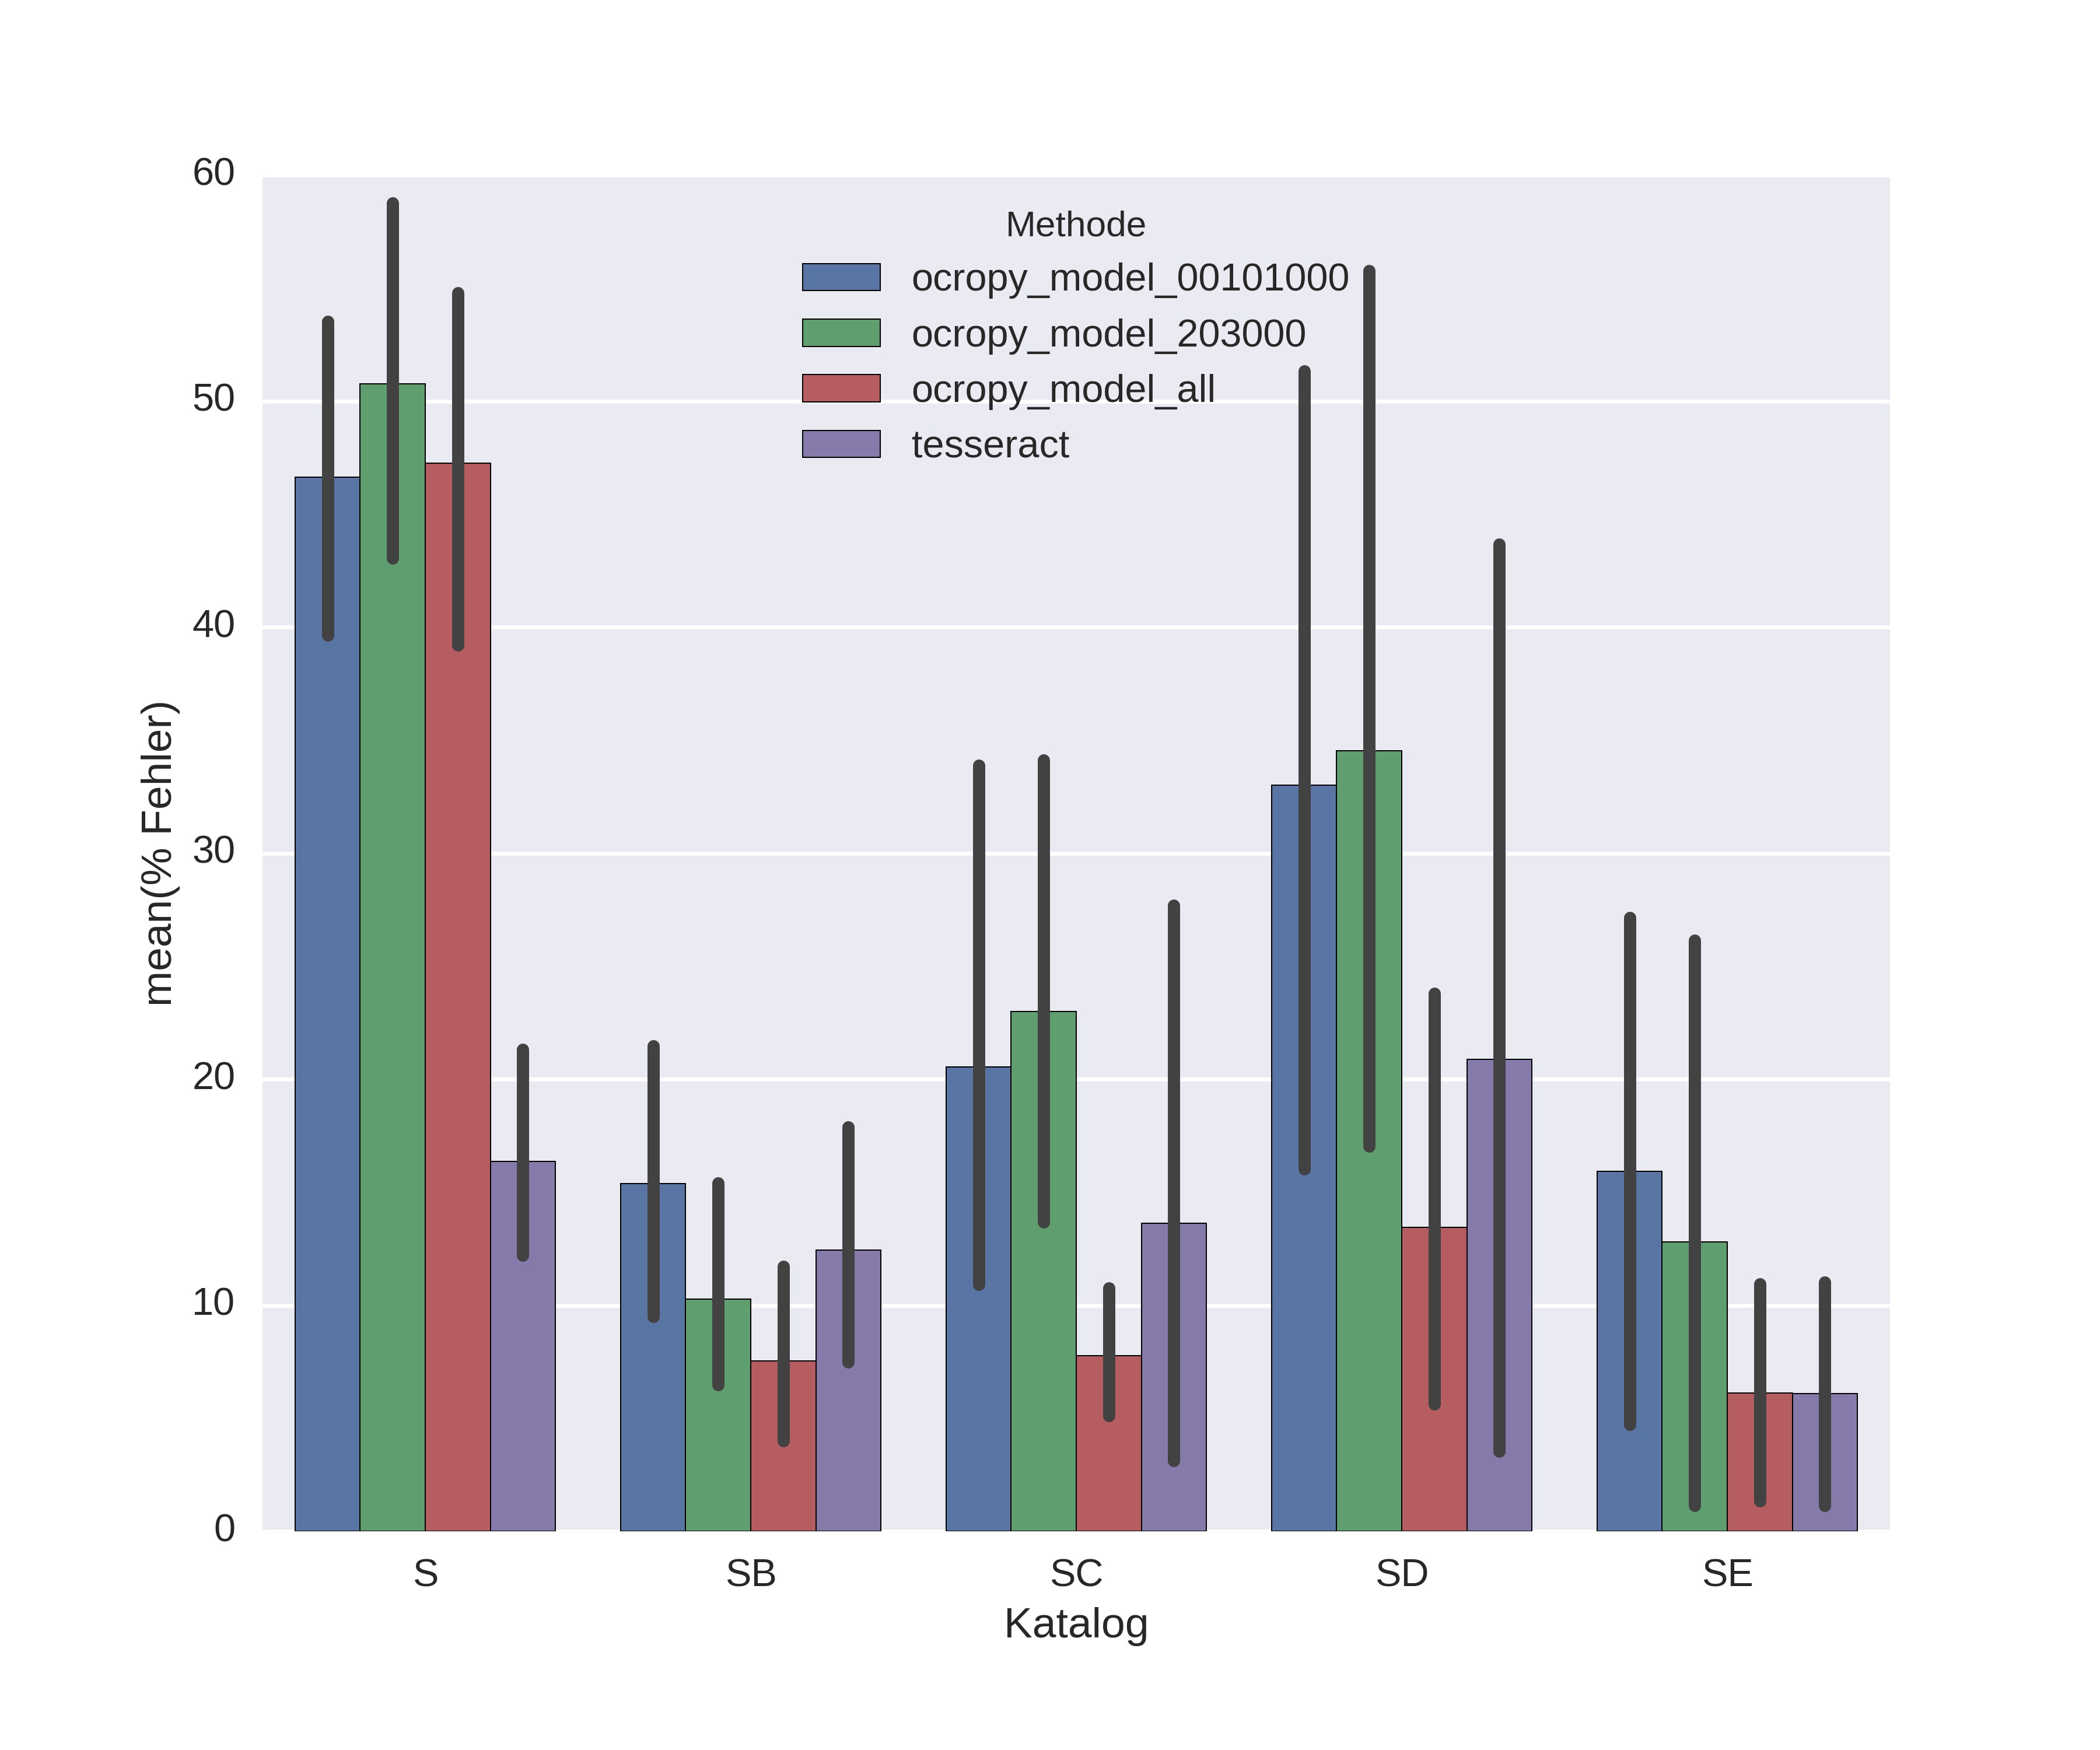 60
50
40
30
20
10
0
mean(% Fehler)
Methode
ocropy_model_00101000
ocropy_model_203000
ocropy_model_all
tesseract
S
SB
SC
SD
SE
Katalog